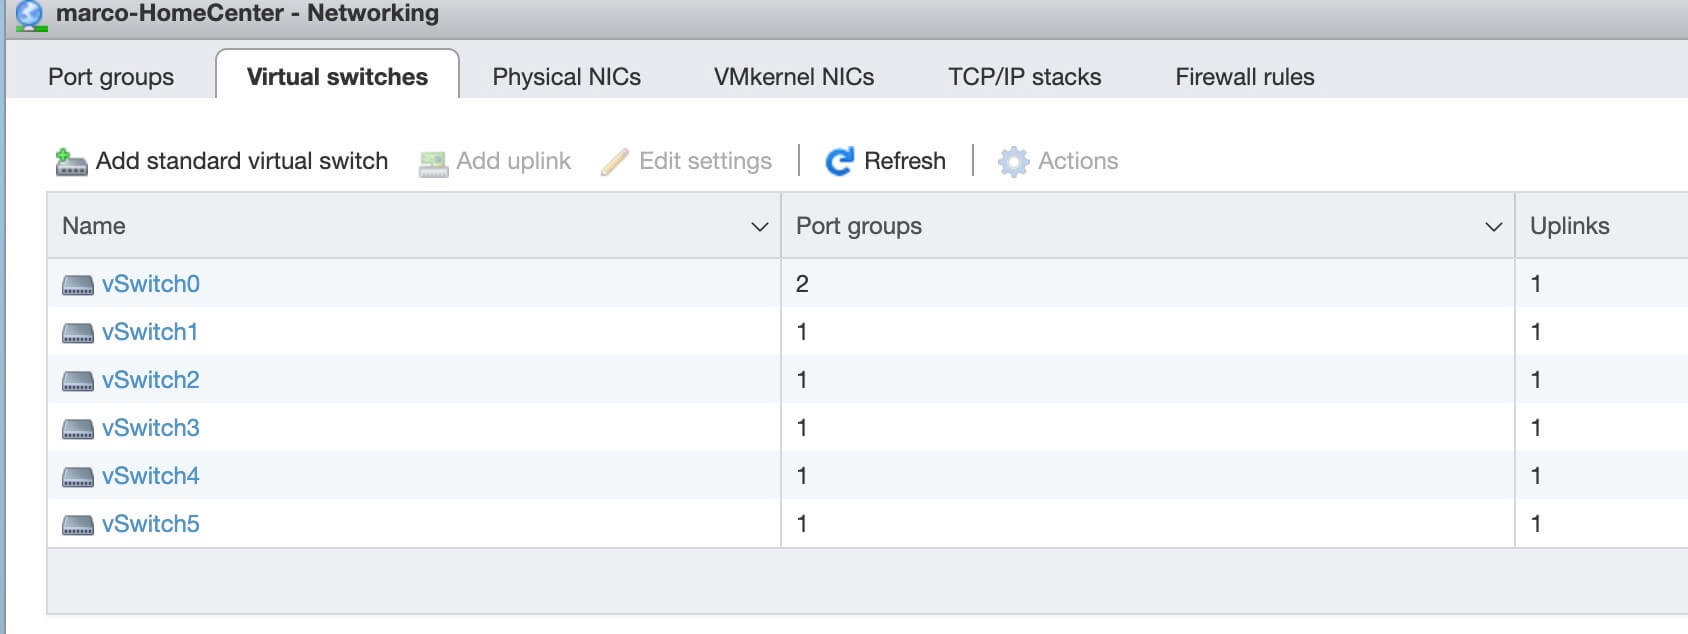 marco-HomeCenter - Networking
Port groups Virtual switches Physical NICs VMkernel NICs TCP/IP stacks Firewall rules
Add standard virtual switch Add uplink Edit settings Refresh Actions
Name Port groups Uplinks
vSwitch0 2 1
vSwitch1 1 1
vSwitch2 1 1
vSwitch3 1 1
vSwitch4 1 1
vSwitch5 1 1